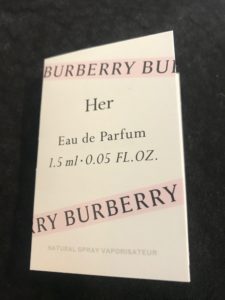 BURBERRY BU
Her
Eau de Parfum
1.5 ml · 0.05 FL.OZ.
RY BURBERRY
NATURAL SPRAY VAPORISATEUR